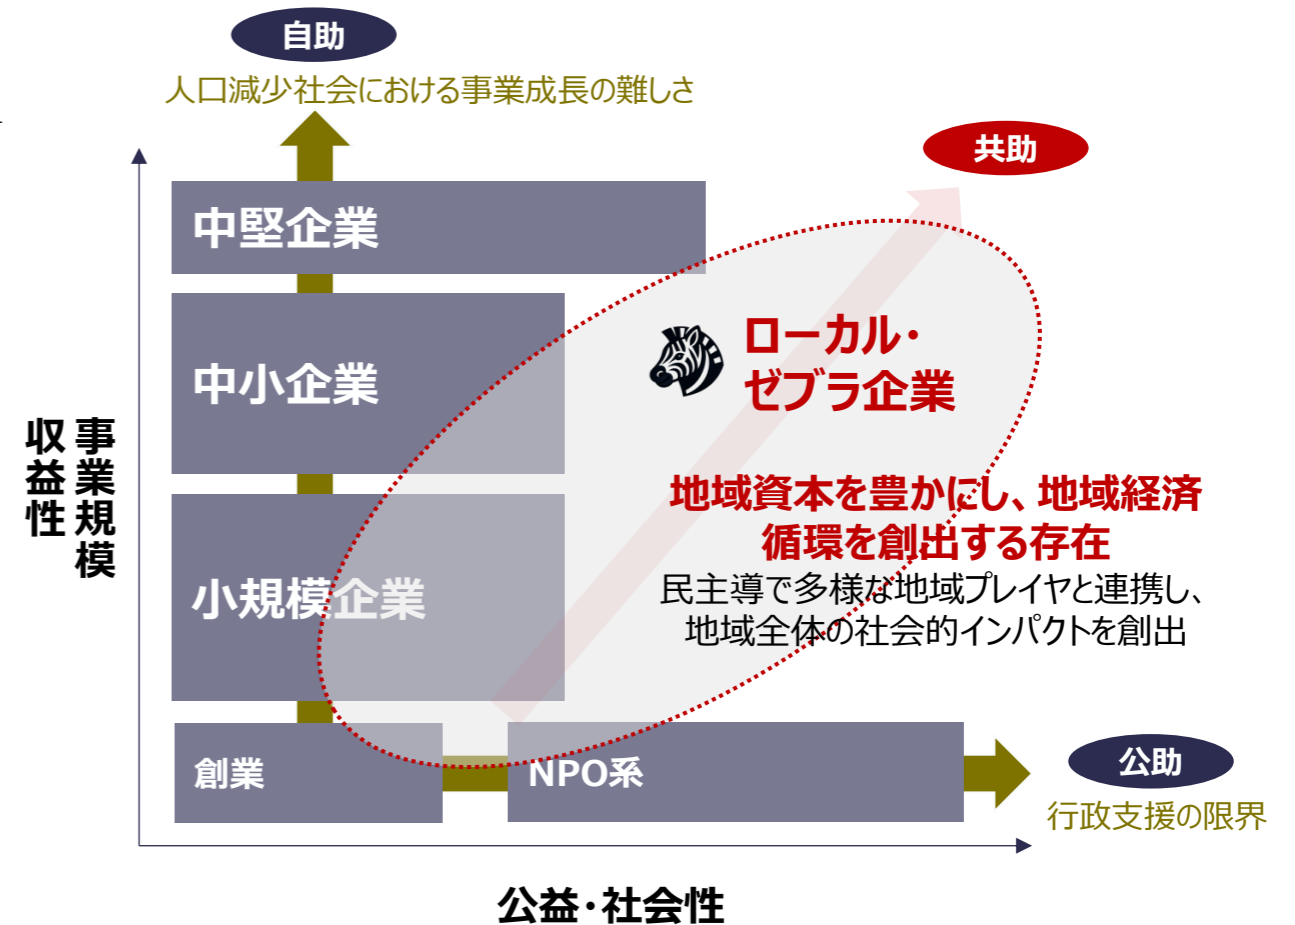 自助
人口減少社会における事業成長の難しさ
共助
中堅企業
中小企業
小規模企業
創業
NPO系
ローカル・
ゼブラ企業
地域資本を豊かにし、地域経済
循環を創出する存在
民主導で多様な地域プレイヤと連携し、
地域全体の社会的インパクトを創出
公助
行政支援の限界
事業規模
収益性
公益・社会性